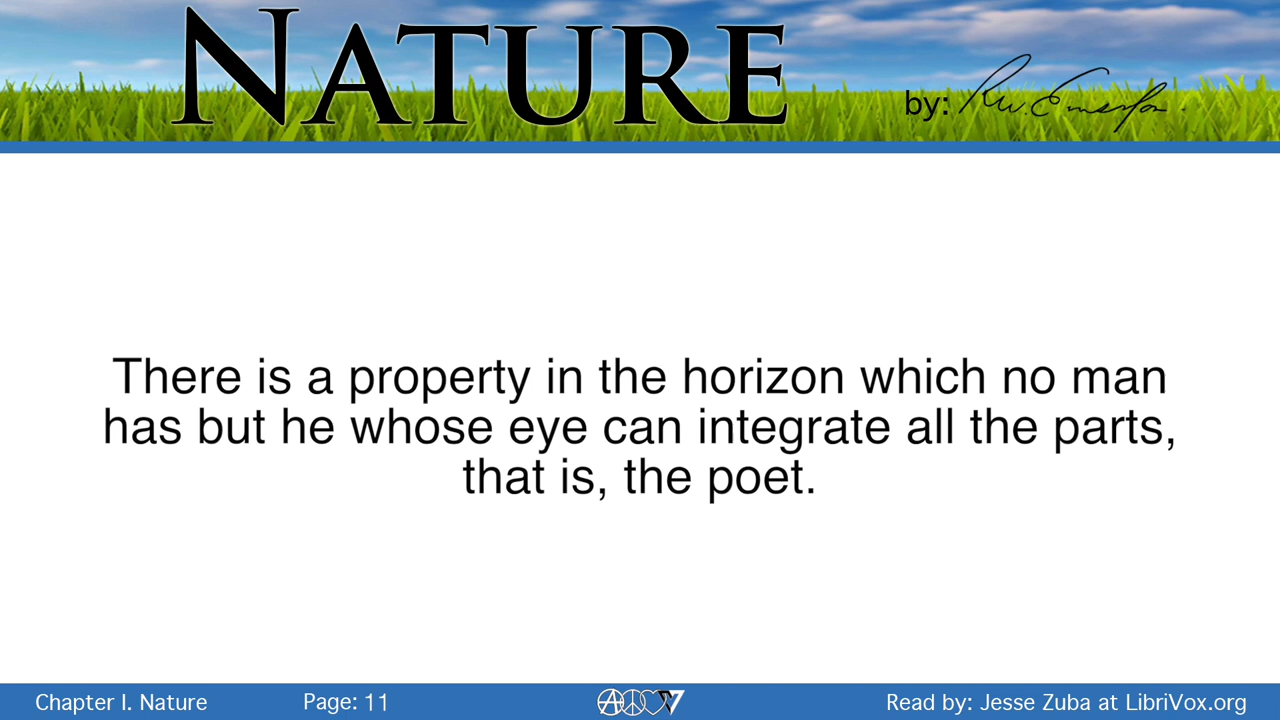 NATURE
by: R.W. Emerson.
There is a property in the horizon which no man
has but he whose eye can integrate all the parts,
that is, the poet.
Chapter I. Nature
Page: 11
Read by: Jesse Zuba at LibriVox.org